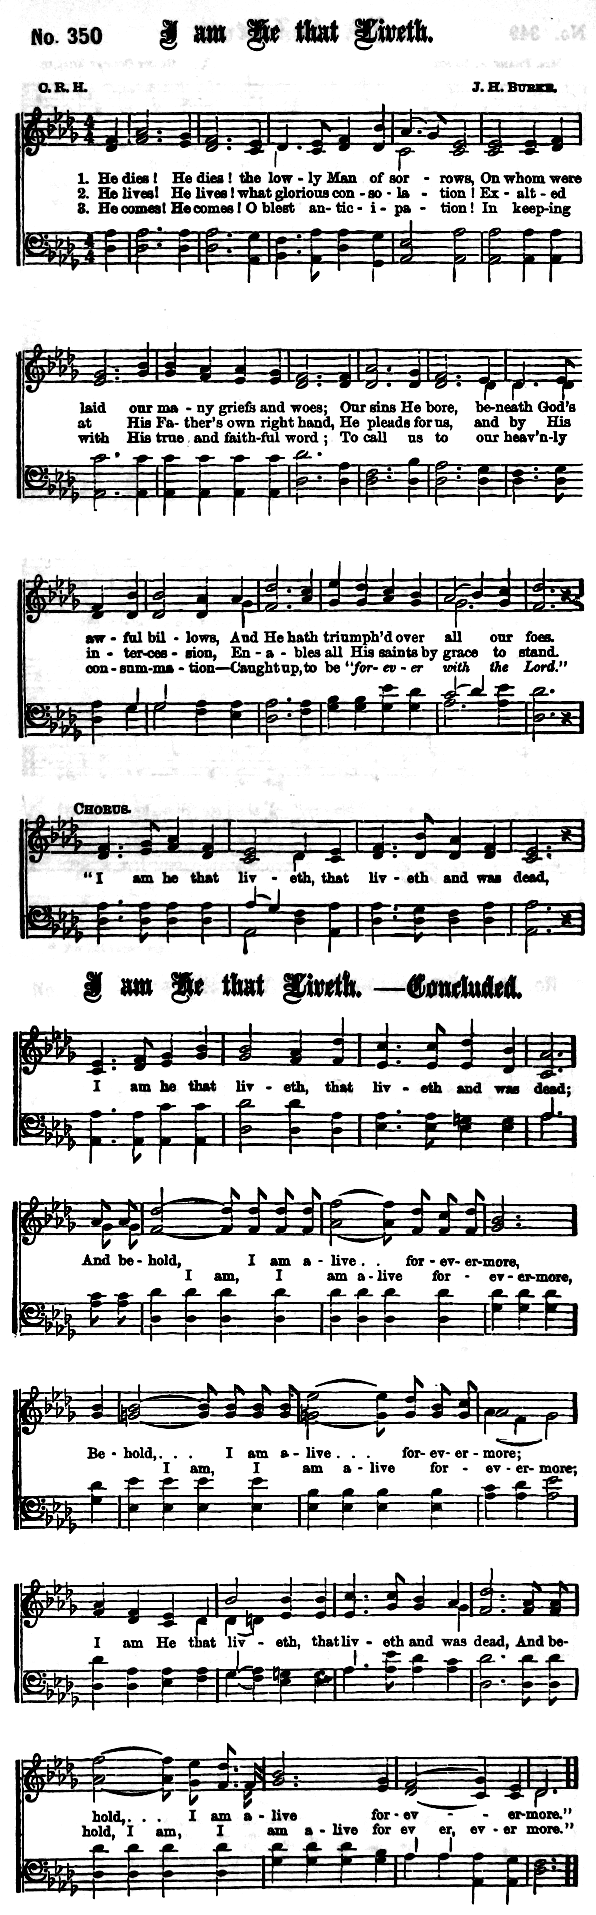 No. 350 I am He that Liveth.
C. R. H. J. H. BURKE.
1. He dies! He dies! the low - ly Man of sor - rows, On whom were
2. He lives! He lives! what glorious con - so - la - tion! Ex - alt - ed
3. He comes! He comes! O blest an - tic - i - pa - tion! In keep-ing
laid our ma - ny griefs and woes; Our sins He bore, be-neath God's
at His Fa - ther's own right hand, He pleads for us, and by His
with His true and faith-ful word; To call us to our heav'n-ly
aw - ful bil - lows, And He hath triumph'd over all our foes.
in - ter-ces - sion, En - a - bles all His saints by grace to stand.
con - sum-ma - tion—Caught up, to be "for-ev - er with the Lord."
CHORUS.
"I am he that liv - eth, that liv - eth and was dead,
I am He that Liveth. —Concluded.
I am he that liv - eth, that liv - eth and was dead;
And be - hold, I am a - live . . for - ev-er-more,
I am, I am a-live for - ev-er-more,
Be - hold, . . . I am a - live . . . for-ev-er-more;
I am, I am a - live for - ev-er-more;
I am He that liv - eth, that liv - eth and was dead, And be-
hold, . . . I am a - live for - ev - - er-more."
hold, I am, I am a - live for ev er, ev - er more."